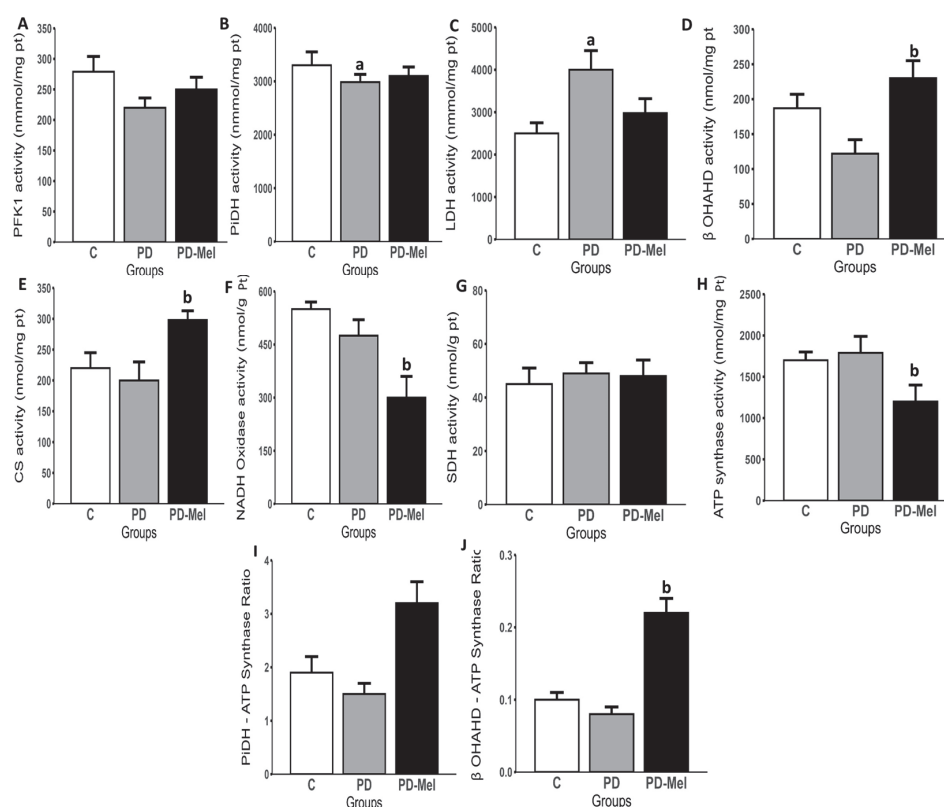 A
PFK1 activity (nmmol/mg pt)
350
300
250
200
150
100
50
0
C PD PD-Mel
Groups
B
PiDH activity (nmmol/mg pt)
4000
3000
2000
1000
0
a
C PD PD-Mel
Groups
C
LDH activity (nmmol/mg pt)
5000
4000
3000
2000
1000
0
a
C PD PD-Mel
Groups
D
β OHAHD activity (nmol/mg pt
300
250
200
150
100
50
0
b
C PD PD-Mel
Groups
E
CS activity (nmol/mg pt)
350
300
250
200
150
100
50
0
b
C PD PD-Mel
Groups
F
NADH Oxidase activity (nmol/g Pt)
600
450
300
150
0
b
C PD PD-Mel
Groups
G
SDH activity (nmol/g pt)
80
60
40
20
0
C PD PD-Mel
Groups
H
ATP synthase activity (nmol/mg Pt)
2500
2000
1500
1000
500
0
b
C PD PD-Mel
Groups
I
PiDH - ATP Synthase Ratio
4
3
2
1
0
C PD PD-Mel
Groups
J
β OHAHD - ATP Synthase Ratio
0.3
0.2
0.1
0.0
b
C PD PD-Mel
Groups